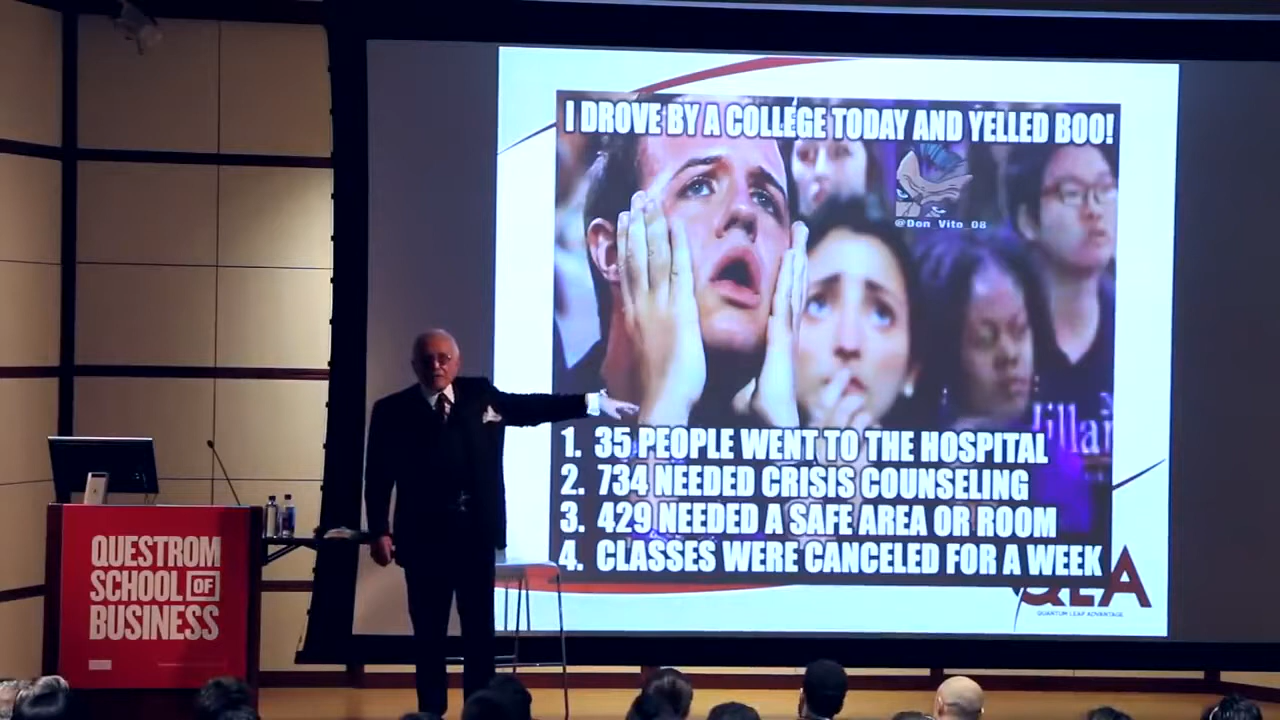 I DROVE BY A COLLEGE TODAY AND YELLED BOO!
@Don_Vito_08
illai
1. 35 PEOPLE WENT TO THE HOSPITAL
2. 734 NEEDED CRISIS COUNSELING
3. 429 NEEDED A SAFE AREA OR ROOM
4. CLASSES WERE CANCELED FOR A WEEK
QLA
QUANTUM LEAP ADVANTAGE
QUESTROM
SCHOOL OF
BUSINESS